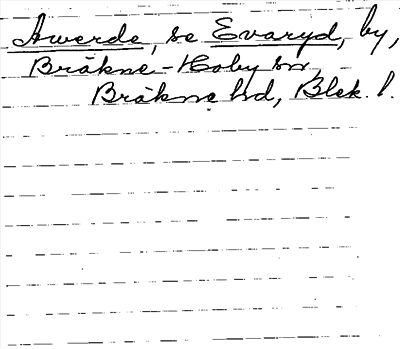 Awerde, se Evaryd, by,
Bräkne-Hoby sn,
Bräkne hd, Blek. l.